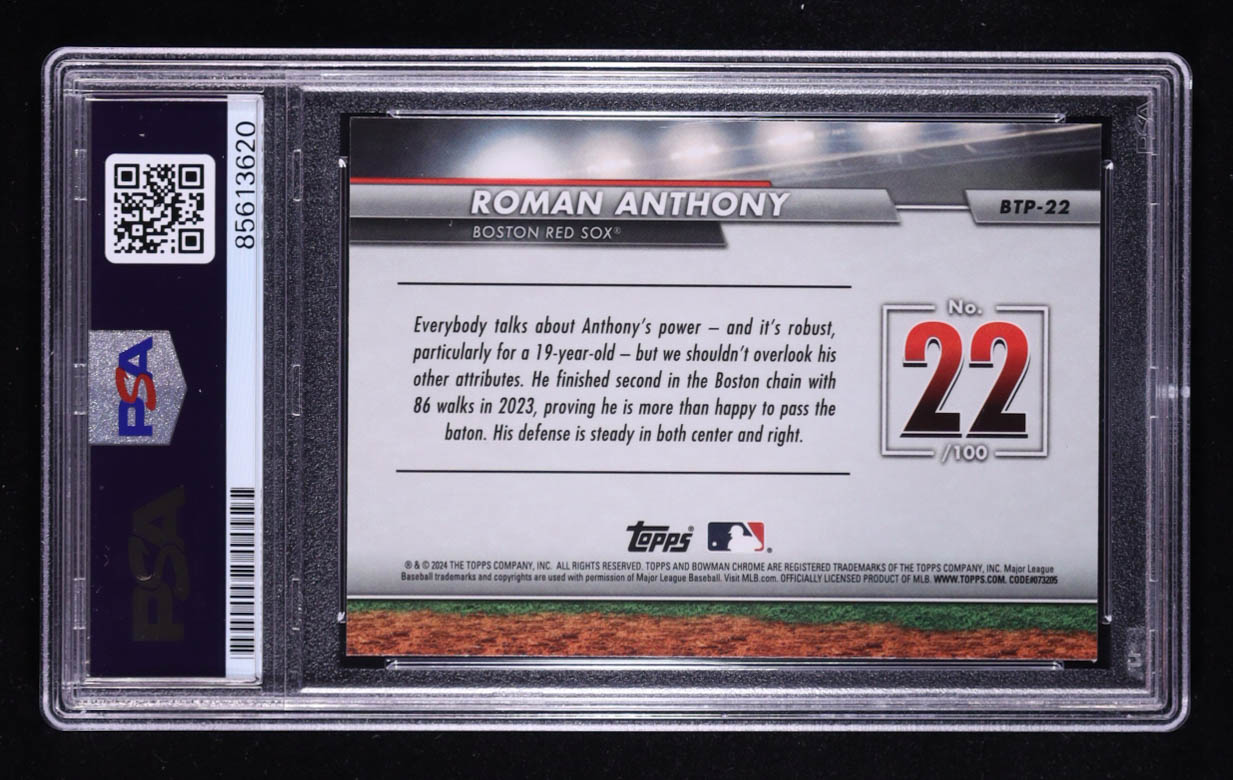 85613620
PSA
PSA
ROMAN ANTHONY
BTP-22
BOSTON RED SOX®
Everybody talks about Anthony's power – and it's robust,
particularly for a 19-year-old – but we shouldn't overlook his
other attributes. He finished second in the Boston chain with
86 walks in 2023, proving he is more than happy to pass the
baton. His defense is steady in both center and right.
No.
22
/100
Topps®
® & © 2024 THE TOPPS COMPANY, INC. ALL RIGHTS RESERVED. TOPPS AND BOWMAN CHROME ARE REGISTERED TRADEMARKS OF THE TOPPS COMPANY, INC. Major League
Baseball trademarks and copyrights are used with permission of Major League Baseball. Visit MLB.com. OFFICIALLY LICENSED PRODUCT OF MLB. WWW.TOPPS.COM. CODE#073205